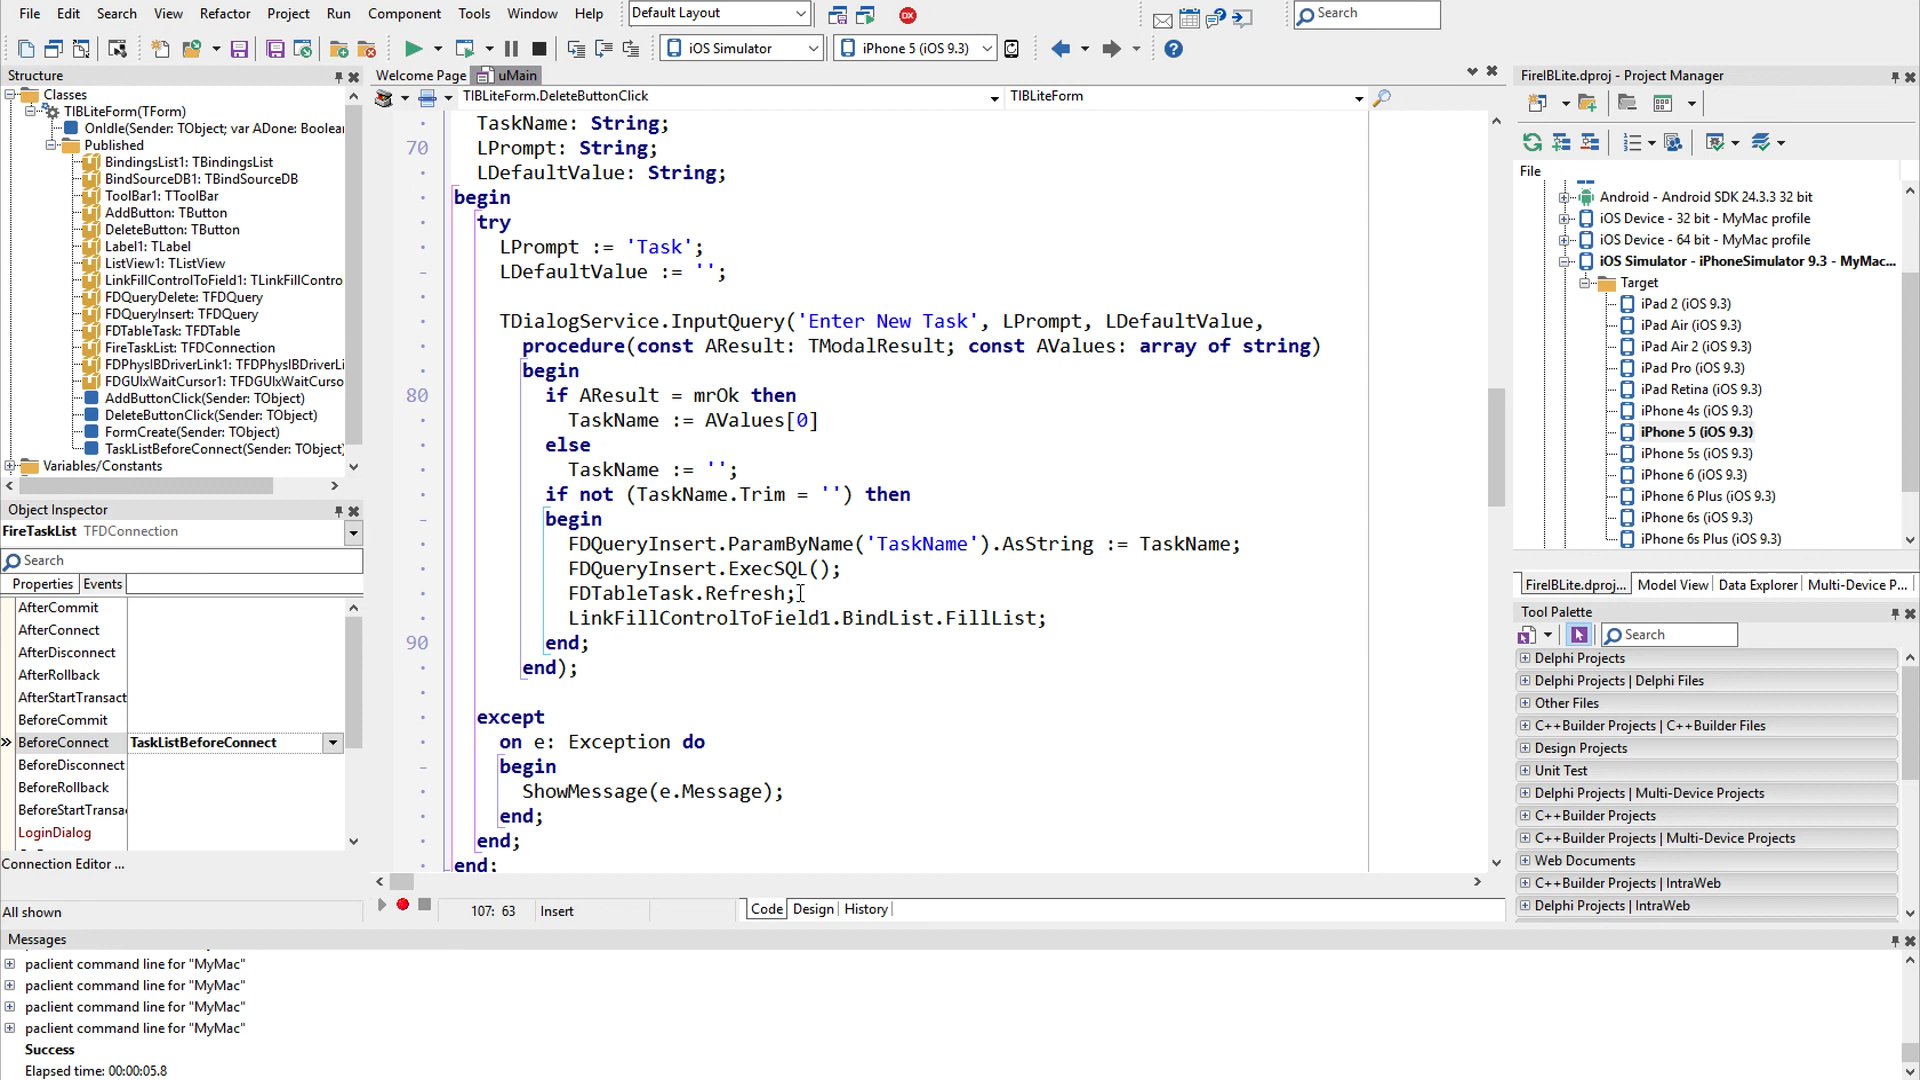 File Edit Search View Refactor Project Run Component Tools Window Help Default Layout Search
iOS Simulator iPhone 5 (iOS 9.3)
Structure
Classes
TIBLiteForm(TForm)
OnIdle(Sender: TObject; var ADone: Boolean
Published
BindingsList1: TBindingsList
BindSourceDB1: TBindSourceDB
ToolBar1: TToolBar
AddButton: TButton
DeleteButton: TButton
Label1: TLabel
ListView1: TListView
LinkFillControlToField1: TLinkFillContro
FDQueryDelete: TFDQuery
FDQueryInsert: TFDQuery
FDTableTask: TFDTable
FireTaskList: TFDConnection
FDPhysIBDriverLink1: TFDPhysIBDriverLi
FDGUIxWaitCursor1: TFDGUIxWaitCurso
AddButtonClick(Sender: TObject)
DeleteButtonClick(Sender: TObject)
FormCreate(Sender: TObject)
TaskListBeforeConnect(Sender: TObject)
Variables/Constants
Object Inspector
FireTaskList TFDConnection
Search
Properties Events
AfterCommit
AfterConnect
AfterDisconnect
AfterRollback
AfterStartTransact
BeforeCommit
BeforeConnect TaskListBeforeConnect
BeforeDisconnect
BeforeRollback
BeforeStartTransa
LoginDialog
Connection Editor ...
All shown
Welcome Page uMain
TIBLiteForm.DeleteButtonClick TIBLiteForm
TaskName: String;
70 LPrompt: String;
LDefaultValue: String;
begin
try
LPrompt := 'Task';
LDefaultValue := '';
TDialogService.InputQuery('Enter New Task', LPrompt, LDefaultValue,
procedure(const AResult: TModalResult; const AValues: array of string)
begin
80 if AResult = mrOk then
TaskName := AValues[0]
else
TaskName := '';
if not (TaskName.Trim = '') then
begin
FDQueryInsert.ParamByName('TaskName').AsString := TaskName;
FDQueryInsert.ExecSQL();
FDTableTask.Refresh;
LinkFillControlToField1.BindList.FillList;
90 end;
end);
except
on e: Exception do
begin
ShowMessage(e.Message);
end;
end;
end;
107: 63 Insert Code Design History
FireIBLite.dproj - Project Manager
File
Android - Android SDK 24.3.3 32 bit
iOS Device - 32 bit - MyMac profile
iOS Device - 64 bit - MyMac profile
iOS Simulator - iPhoneSimulator 9.3 - MyMac...
Target
iPad 2 (iOS 9.3)
iPad Air (iOS 9.3)
iPad Air 2 (iOS 9.3)
iPad Pro (iOS 9.3)
iPad Retina (iOS 9.3)
iPhone 4s (iOS 9.3)
iPhone 5 (iOS 9.3)
iPhone 5s (iOS 9.3)
iPhone 6 (iOS 9.3)
iPhone 6 Plus (iOS 9.3)
iPhone 6s (iOS 9.3)
iPhone 6s Plus (iOS 9.3)
FireIBLite.dproj... Model View Data Explorer Multi-Device P...
Tool Palette
Search
Delphi Projects
Delphi Projects | Delphi Files
Other Files
C++Builder Projects | C++Builder Files
Design Projects
Unit Test
Delphi Projects | Multi-Device Projects
C++Builder Projects
C++Builder Projects | Multi-Device Projects
Web Documents
C++Builder Projects | IntraWeb
Delphi Projects | IntraWeb
Messages
paclient command line for "MyMac"
paclient command line for "MyMac"
paclient command line for "MyMac"
paclient command line for "MyMac"
Success
Elapsed time: 00:00:05.8